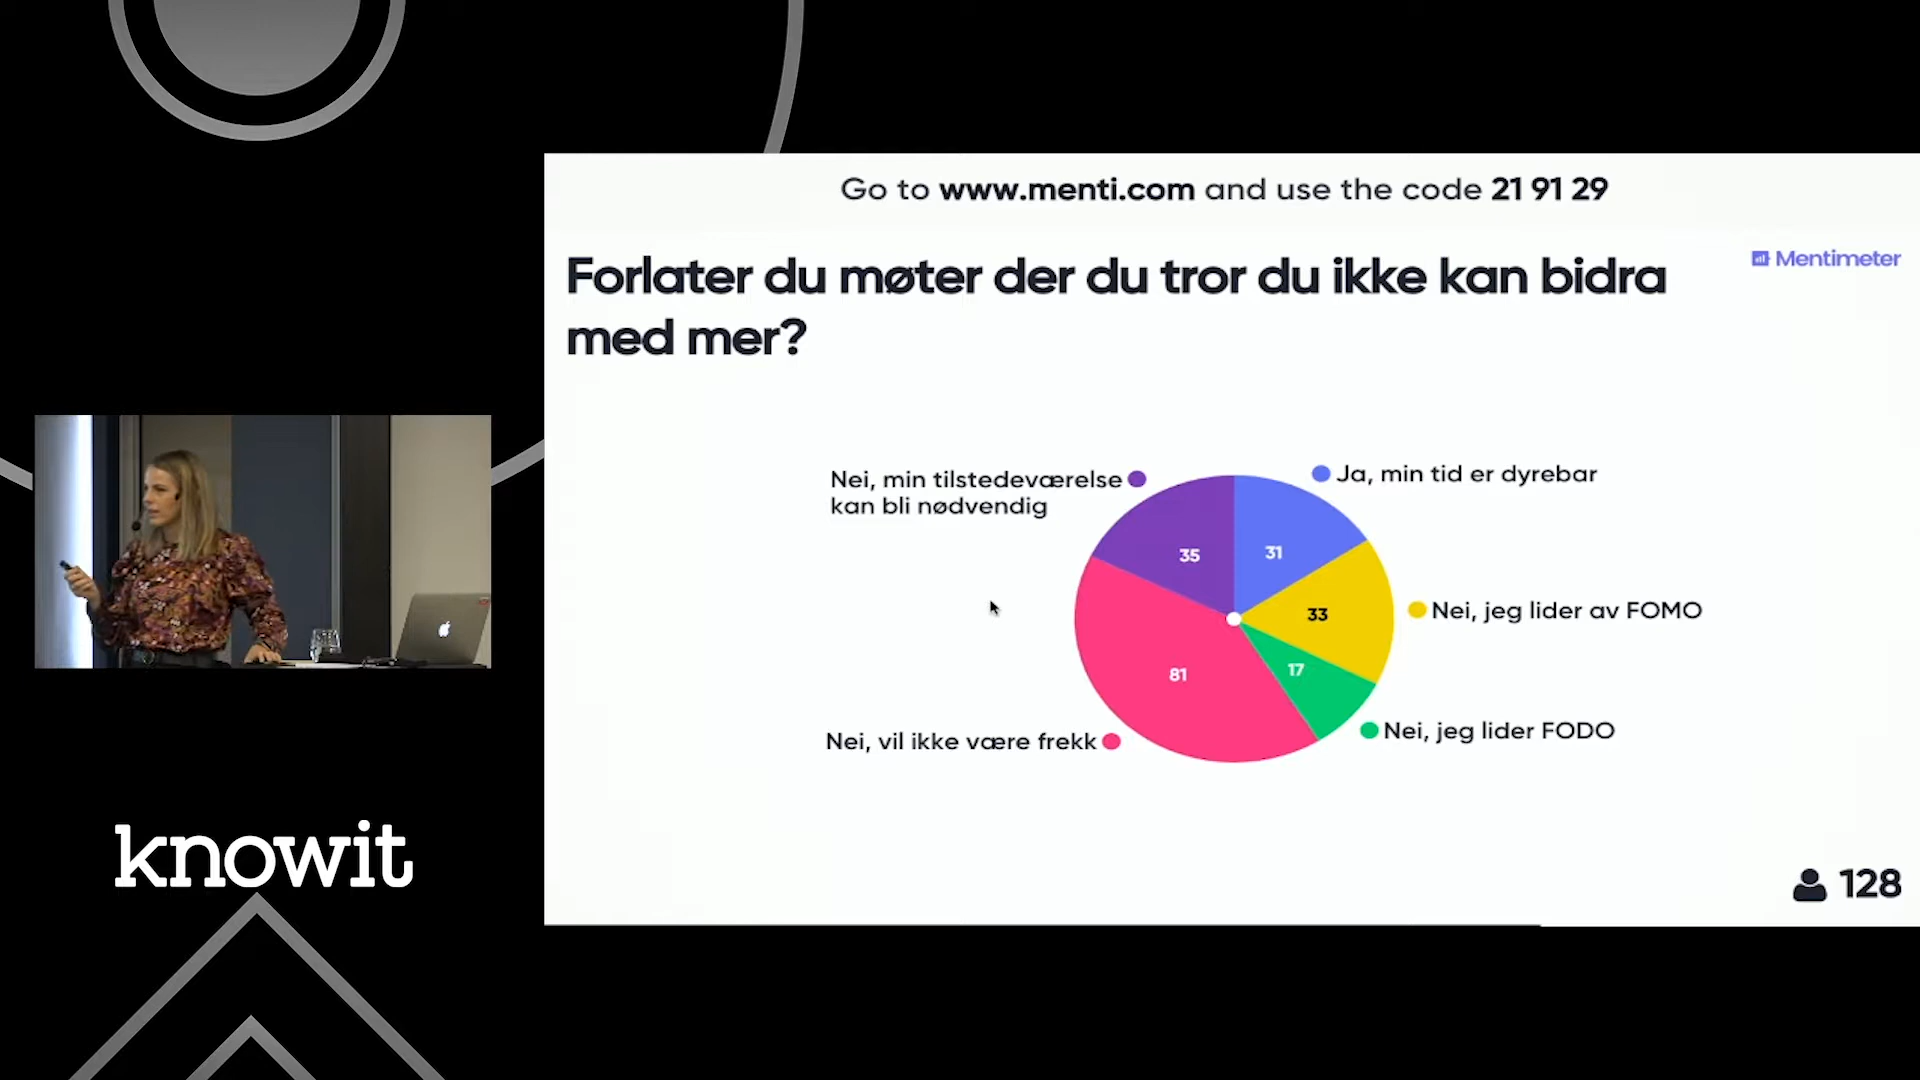 Go to www.menti.com and use the code 21 91 29
Mentimeter
Forlater du møter der du tror du ikke kan bidra
med mer?
Nei, min tilstedeværelse
kan bli nødvendig
Ja, min tid er dyrebar
35
31
33
Nei, jeg lider av FOMO
17
81
Nei, jeg lider FODO
Nei, vil ikke være frekk
128
knowit